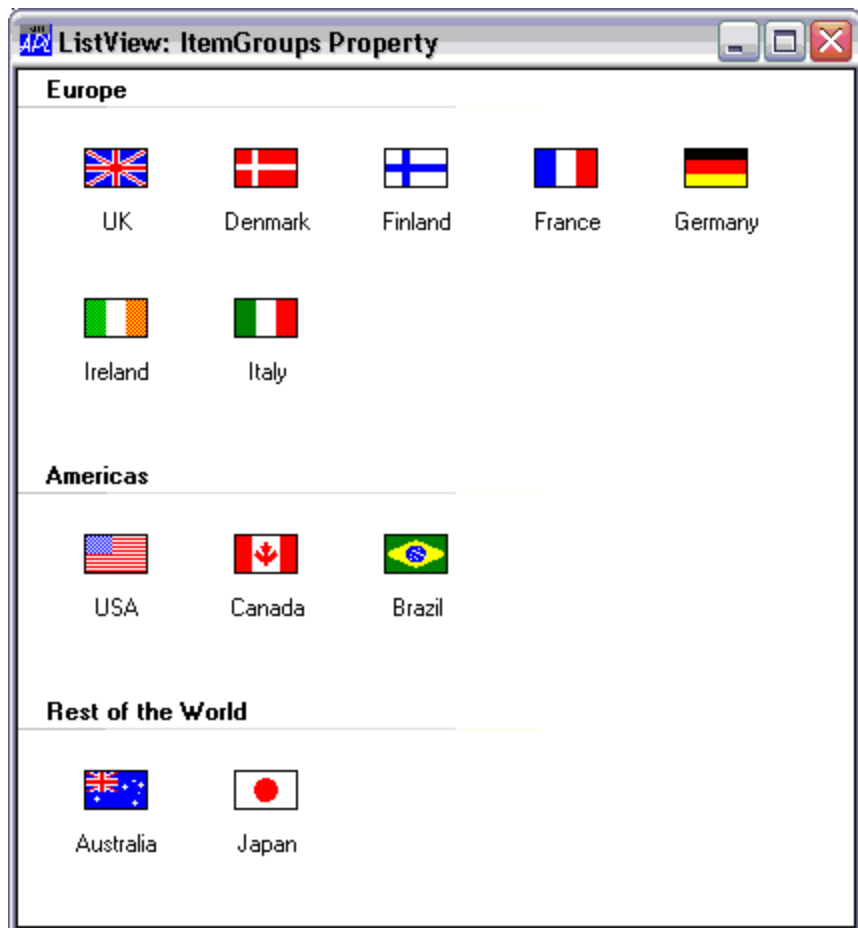 APL ListView: ItemGroups Property
Europe
UK Denmark Finland France Germany
Ireland Italy
Americas
USA Canada Brazil
Rest of the World
Australia Japan